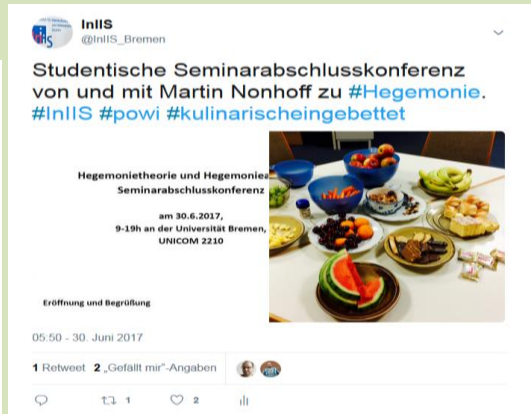 InIIS
@InIIS_Bremen
Studentische Seminarabschlusskonferenz
von und mit Martin Nonhoff zu #Hegemonie.
#InIIS #powi #kulinarischeingebettet
Hegemonietheorie und Hegemoniea
Seminarabschlusskonferenz
am 30.6.2017,
9-19h an der Universität Bremen,
UNICOM 2210
Eröffnung und Begrüßung
05:50 - 30. Juni 2017
1 Retweet 2 „Gefällt mir"-Angaben
1 2